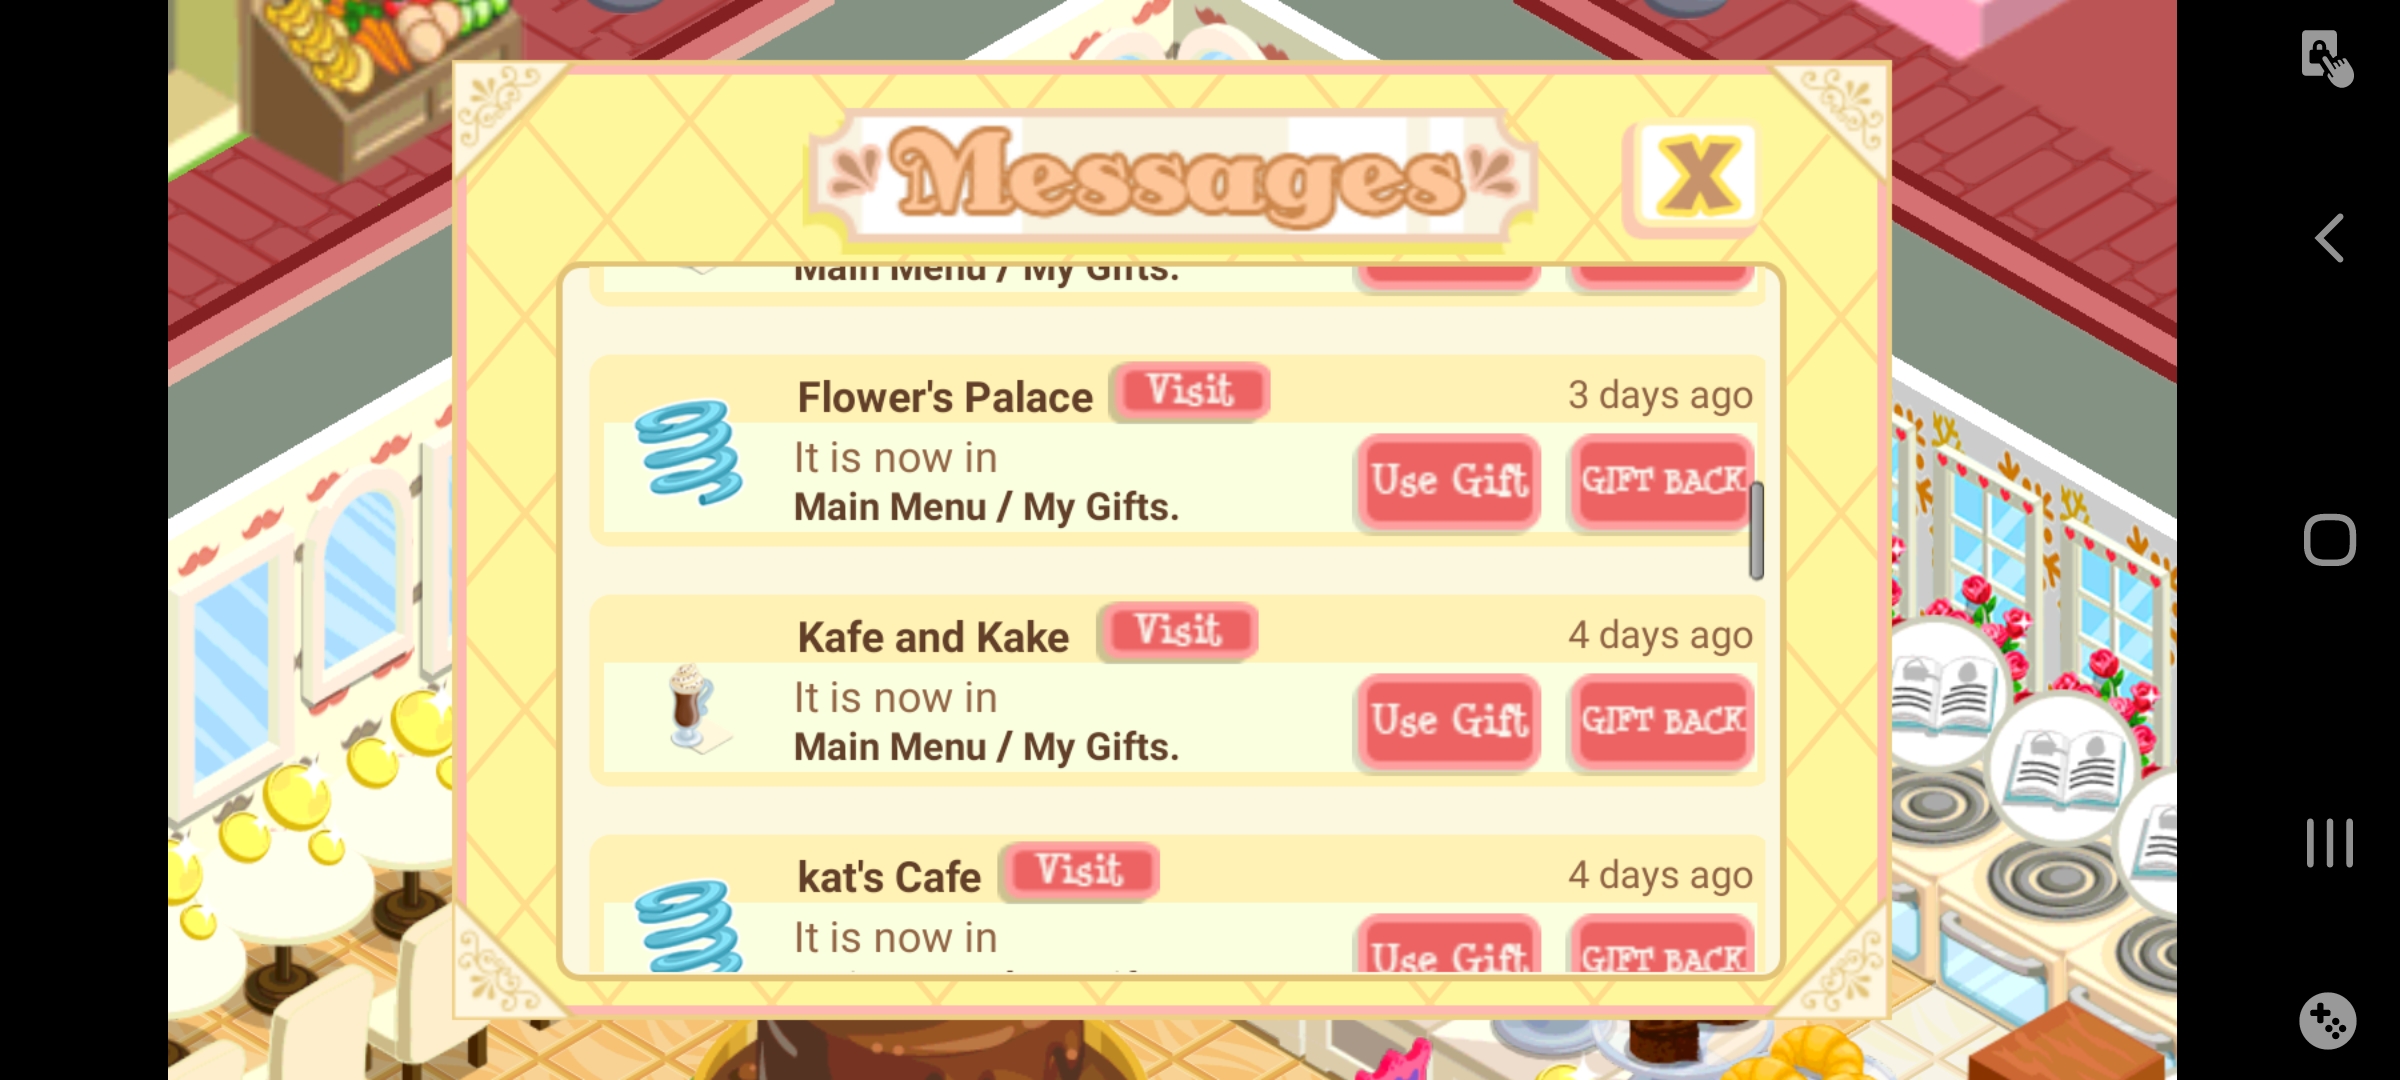 Messages
X
Main Menu / My Gifts.
Flower's Palace Visit 3 days ago
It is now in
Main Menu / My Gifts.
Use Gift GIFT BACK
Kafe and Kake Visit 4 days ago
It is now in
Main Menu / My Gifts.
Use Gift GIFT BACK
kat's Cafe Visit 4 days ago
It is now in
Use Gift GIFT BACK